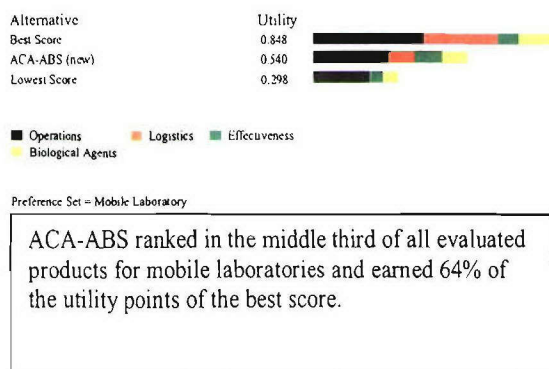 Alternative Utility
Best Score 0.848
ACA-ABS (new) 0.540
Lowest Score 0.298
Operations Logistics Effectiveness
Biological Agents
Preference Set = Mobile Laboratory
ACA-ABS ranked in the middle third of all evaluated
products for mobile laboratories and earned 64% of
the utility points of the best score.